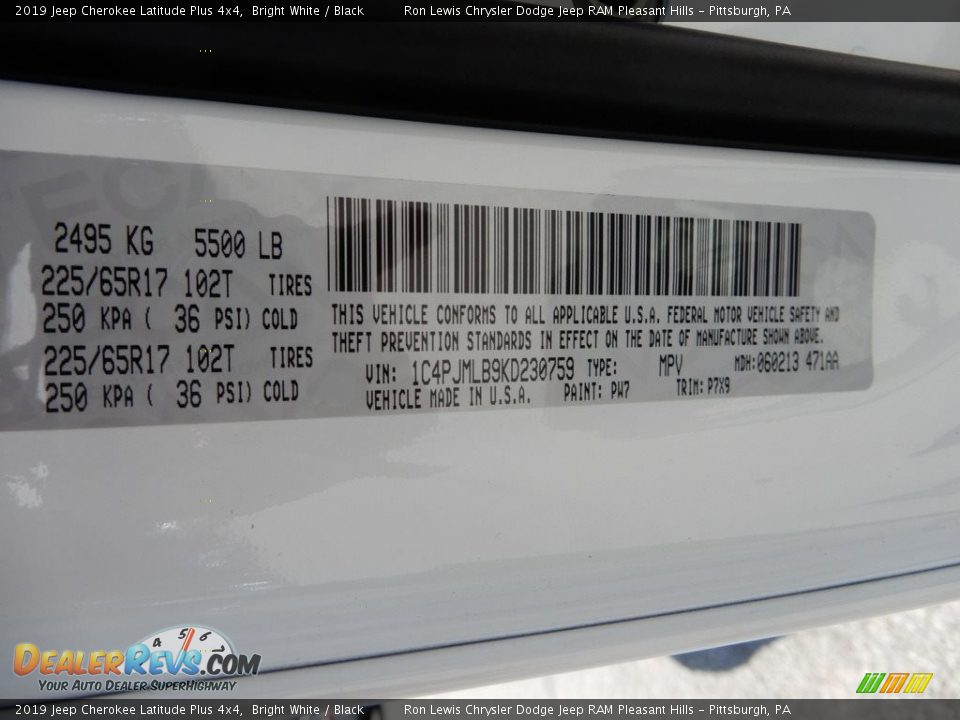 2019 Jeep Cherokee Latitude Plus 4x4, Bright White / Black Ron Lewis Chrysler Dodge Jeep RAM Pleasant Hills - Pittsburgh, PA
2495 KG 5500 LB
225/65R17 102T TIRES
250 KPA ( 36 PSI) COLD
225/65R17 102T TIRES
250 KPA ( 36 PSI) COLD
THIS VEHICLE CONFORMS TO ALL APPLICABLE U.S.A. FEDERAL MOTOR VEHICLE SAFETY AND
THEFT PREVENTION STANDARDS IN EFFECT ON THE DATE OF MANUFACTURE SHOWN ABOVE.
VIN: 1C4PJMLB9KD230759 TYPE: MPV MDH:060213 471AA
VEHICLE MADE IN U.S.A. PAINT: PW7 TRIM: P7X9
4 5 6
DEALERREVS.COM
YOUR AUTO DEALER SUPERHIGHWAY
2019 Jeep Cherokee Latitude Plus 4x4, Bright White / Black Ron Lewis Chrysler Dodge Jeep RAM Pleasant Hills - Pittsburgh, PA